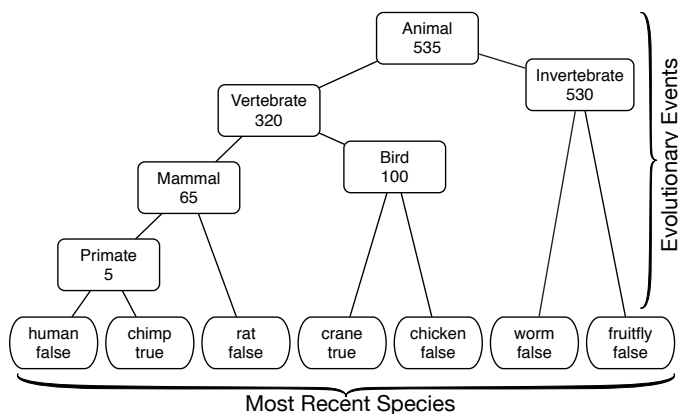 Animal
535
Invertebrate
530
Vertebrate
320
Bird
100
Mammal
65
Primate
5
human
false
chimp
true
rat
false
crane
true
chicken
false
worm
false
fruitfly
false
Evolutionary Events
Most Recent Species